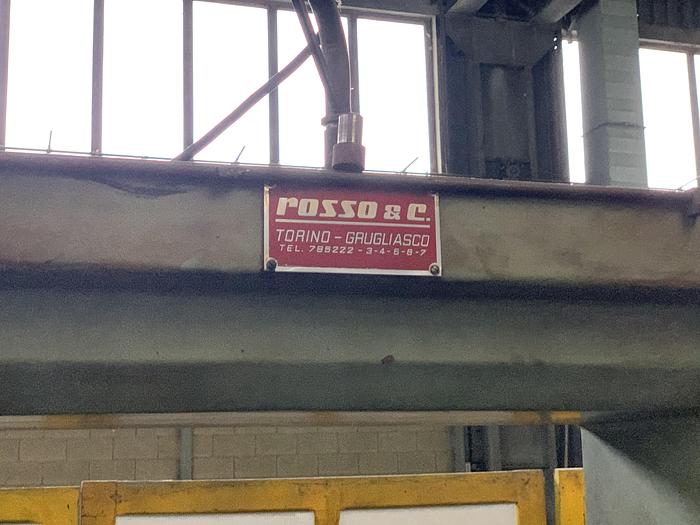 rosso & C.
TORINO - GRUGLIASCO
TEL. 785222 - 3-4-5-6-7